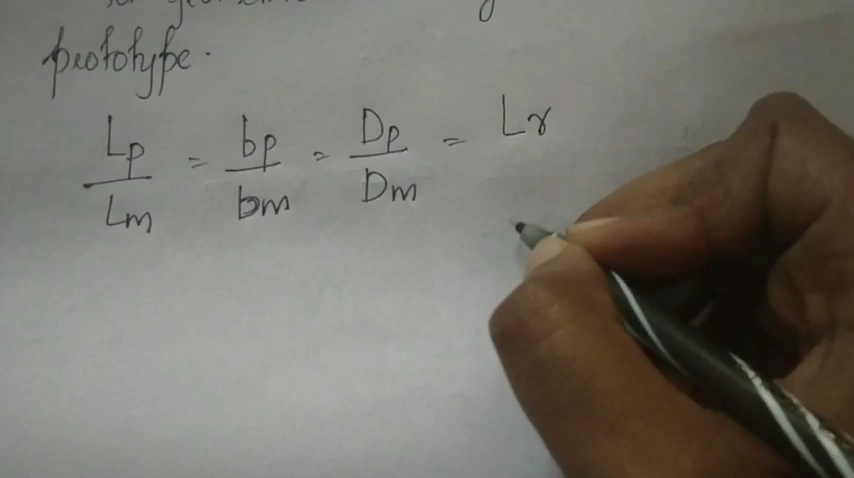 prototype.
Lp/Lm = bp/bm = Dp/Dm = Lr